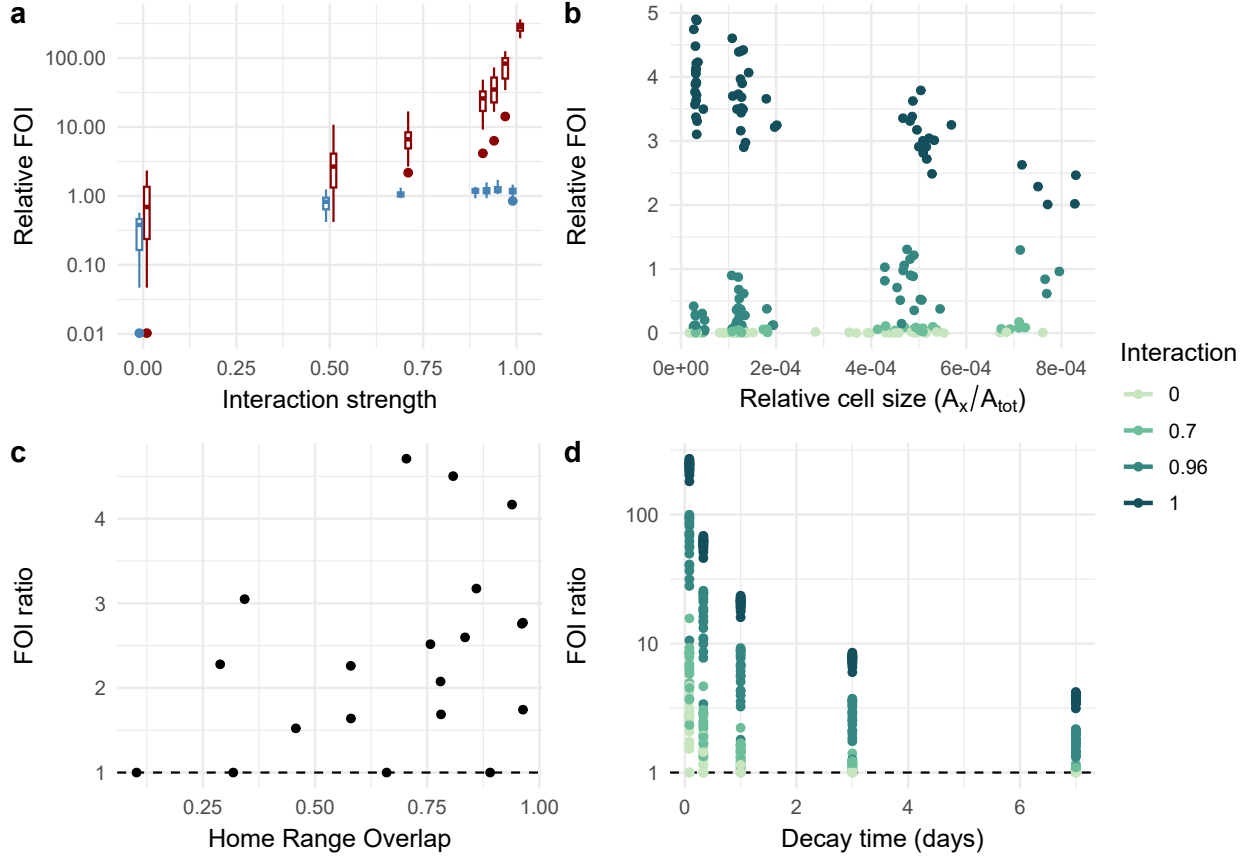 a
Relative FOI
100.00
10.00
1.00
0.10
0.01
0.00
0.25
0.50
0.75
1.00
Interaction strength
b
Relative FOI
5
4
3
2
1
0
0e+00
2e-04
4e-04
6e-04
8e-04
Relative cell size (Aₓ/Aₜₒₜ)
Interaction
0
0.7
0.96
1
c
FOI ratio
4
3
2
1
0.25
0.50
0.75
1.00
Home Range Overlap
d
FOI ratio
100
10
1
0
2
4
6
Decay time (days)